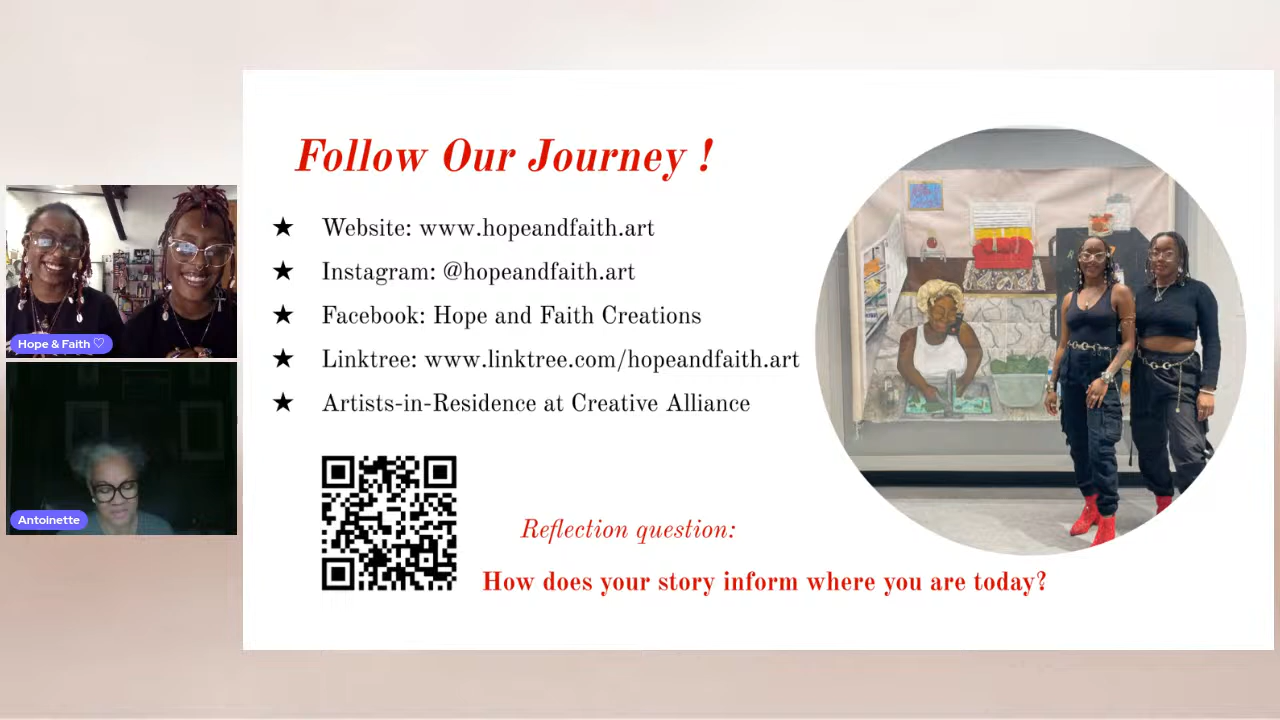 Follow Our Journey !
★ Website: www.hopeandfaith.art
★ Instagram: @hopeandfaith.art
★ Facebook: Hope and Faith Creations
★ Linktree: www.linktree.com/hopeandfaith.art
★ Artists-in-Residence at Creative Alliance
Reflection question:
How does your story inform where you are today?
Hope & Faith ♡
Antoinette